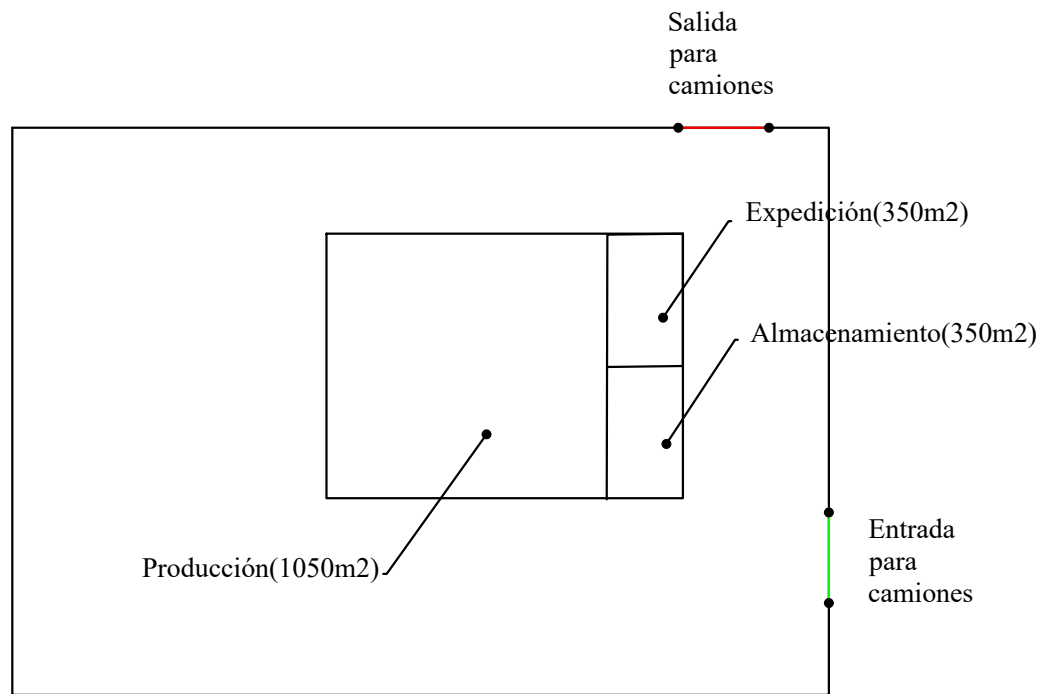 Salida
para
camiones
Expedición(350m2)
Almacenamiento(350m2)
Entrada
para
camiones
Producción(1050m2)